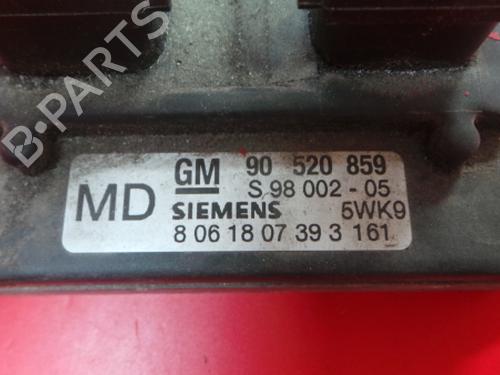 B-PARTS
GM 90 520 859
MD S 98 002-05
SIEMENS 5WK9
8 06 18 07 39 3 161